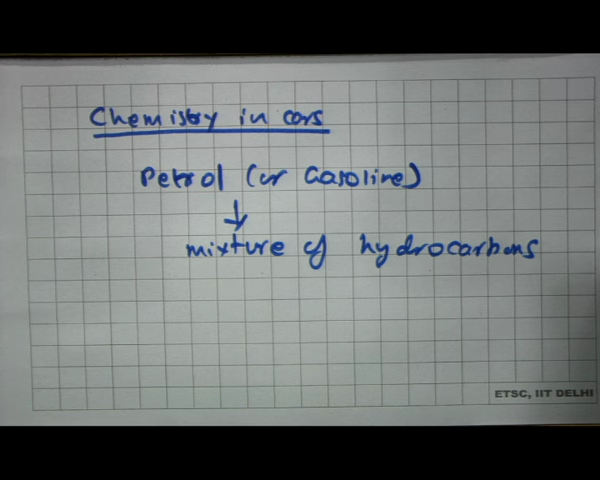 Chemistry in cars
Petrol (or Gasoline)
↓
mixture of hydrocarbons
ETSC, IIT DELHI